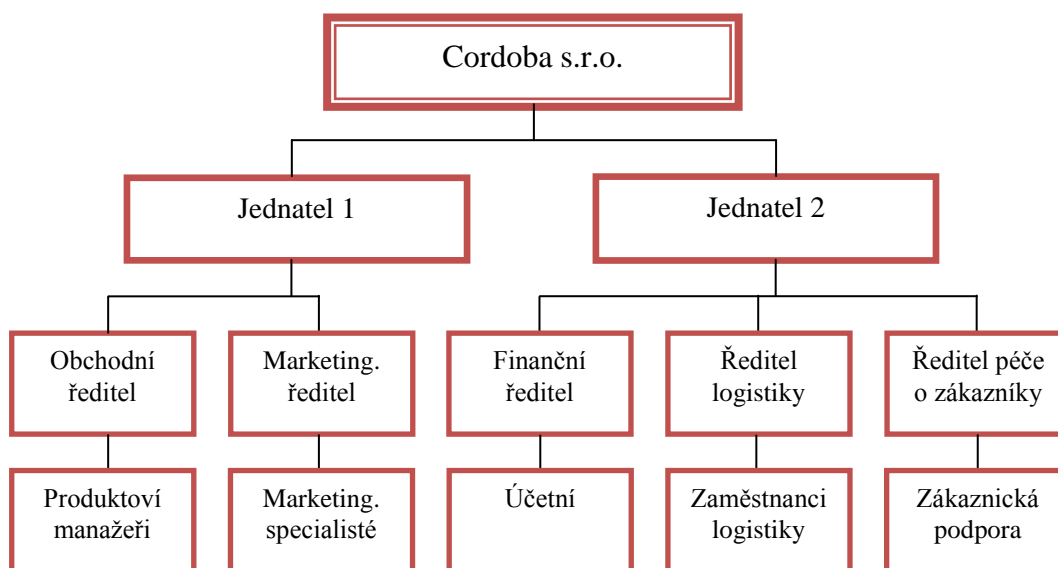 Cordoba s.r.o.
Jednatel 1
Jednatel 2
Obchodní
ředitel
Marketing.
ředitel
Finanční
ředitel
Ředitel
logistiky
Ředitel péče
o zákazníky
Produktoví
manažeři
Marketing.
specialisté
Účetní
Zaměstnanci
logistiky
Zákaznická
podpora